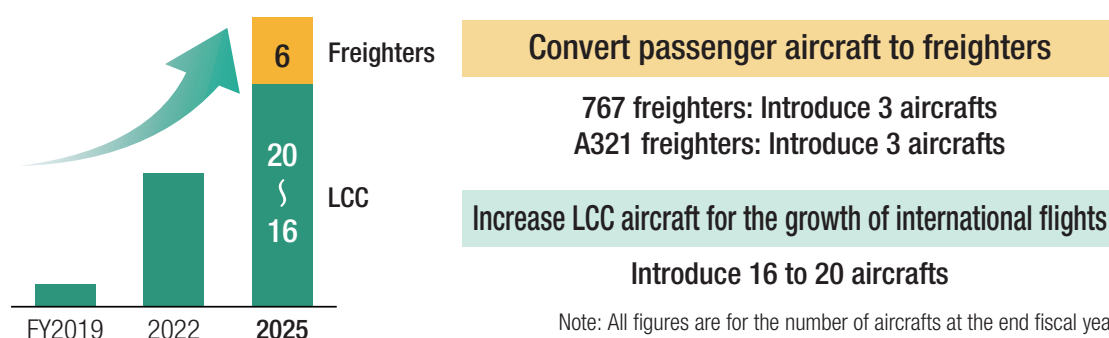 6
Freighters
20
〜
16
LCC
FY2019
2022
2025
Convert passenger aircraft to freighters
767 freighters: Introduce 3 aircrafts
A321 freighters: Introduce 3 aircrafts
Increase LCC aircraft for the growth of international flights
Introduce 16 to 20 aircrafts
Note: All figures are for the number of aircrafts at the end fiscal yea